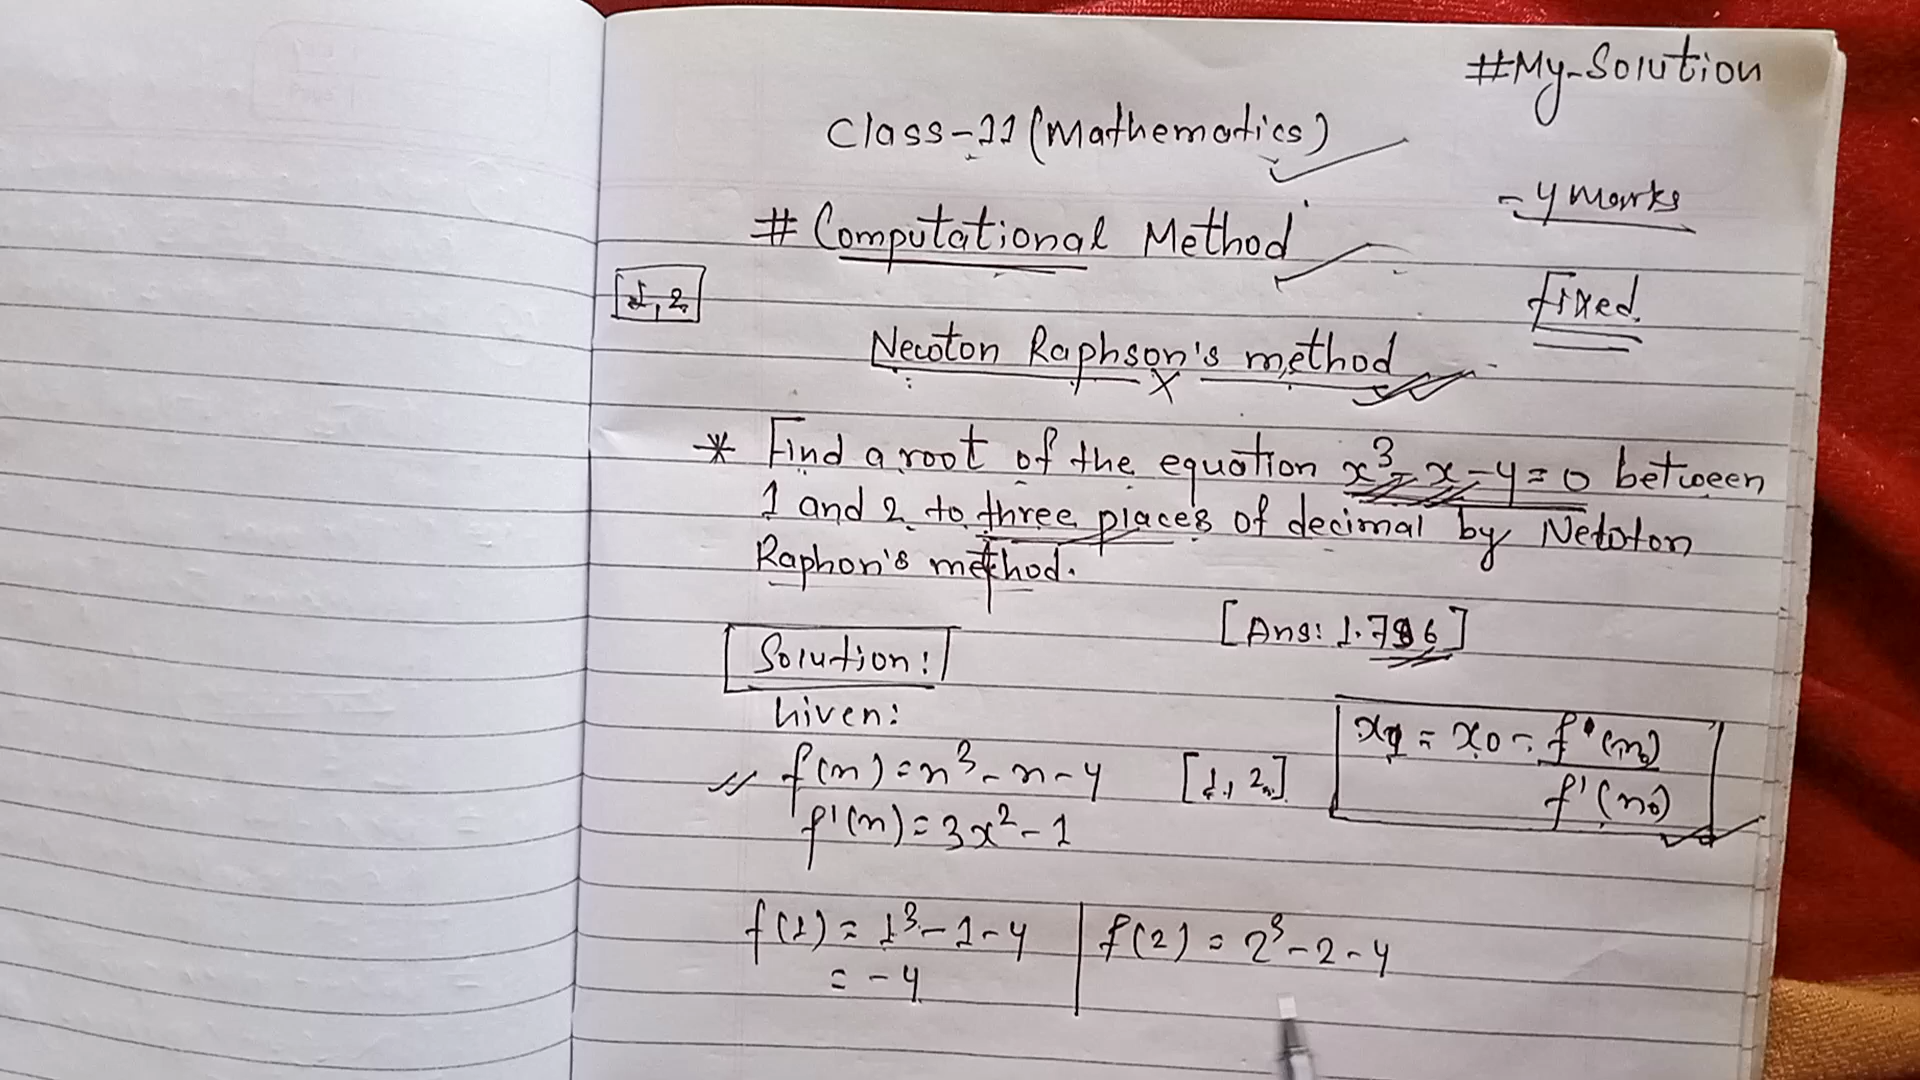 #My-Solution
Class-11 (Mathematics)
- 4 Marks
# Computational Method
1, 2
fixed.
Newton Raphson's method
* Find a root of the equation x³-x-4=0 between
1 and 2 to three places of decimal by Newton
Raphon's method.
[Ans: 1.796]
Solution:
Given:
x₁ = x₀ - f(x₀)
f'(x₀)
f(x) = x³-x-4 [1, 2]
f'(x) = 3x²-1
f(1) = 1³-1-4
= -4
f(2) = 2³-2-4